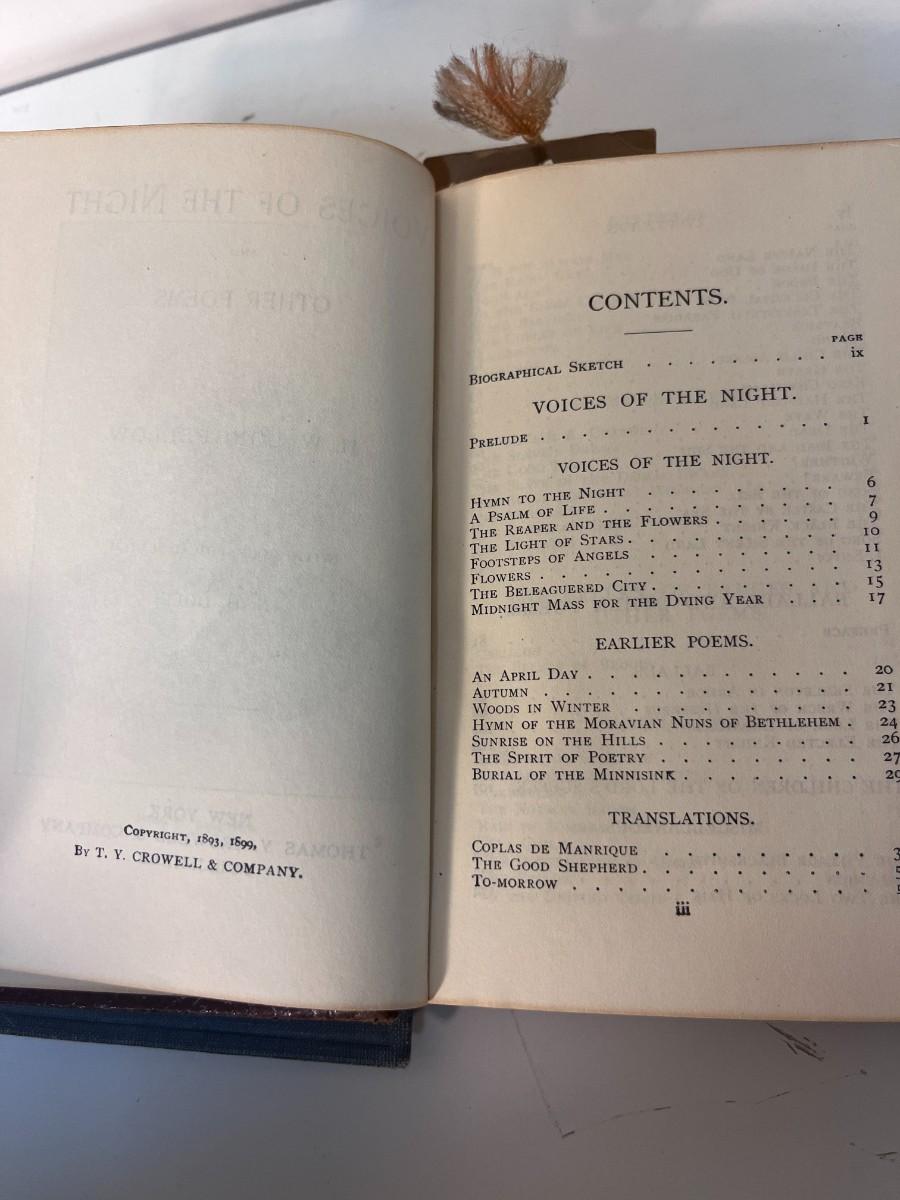 Copyright, 1893, 1899,
By T. Y. CROWELL & COMPANY.
CONTENTS.
PAGE
Biographical Sketch . . . . . . . . . ix
VOICES OF THE NIGHT.
Prelude . . . . . . . . . . . . . . 1
VOICES OF THE NIGHT.
Hymn to the Night . . . . . . . . . 6
A Psalm of Life . . . . . . . . . . 7
The Reaper and the Flowers . . . . . . 9
The Light of Stars . . . . . . . . . 10
Footsteps of Angels . . . . . . . . . 11
Flowers . . . . . . . . . . . . . . 13
The Beleaguered City . . . . . . . . . 15
Midnight Mass for the Dying Year . . . 17
EARLIER POEMS.
An April Day . . . . . . . . . . . 20
Autumn . . . . . . . . . . . . . . 21
Woods in Winter . . . . . . . . . . 23
Hymn of the Moravian Nuns of Bethlehem . 24
Sunrise on the Hills . . . . . . . . . 26
The Spirit of Poetry . . . . . . . . . 27
Burial of the Minnisink . . . . . . . . 29
TRANSLATIONS.
Coplas de Manrique . . . . . . . . . 3
The Good Shepherd . . . . . . . . . .
To-morrow . . . . . . . . . . . . .
iii